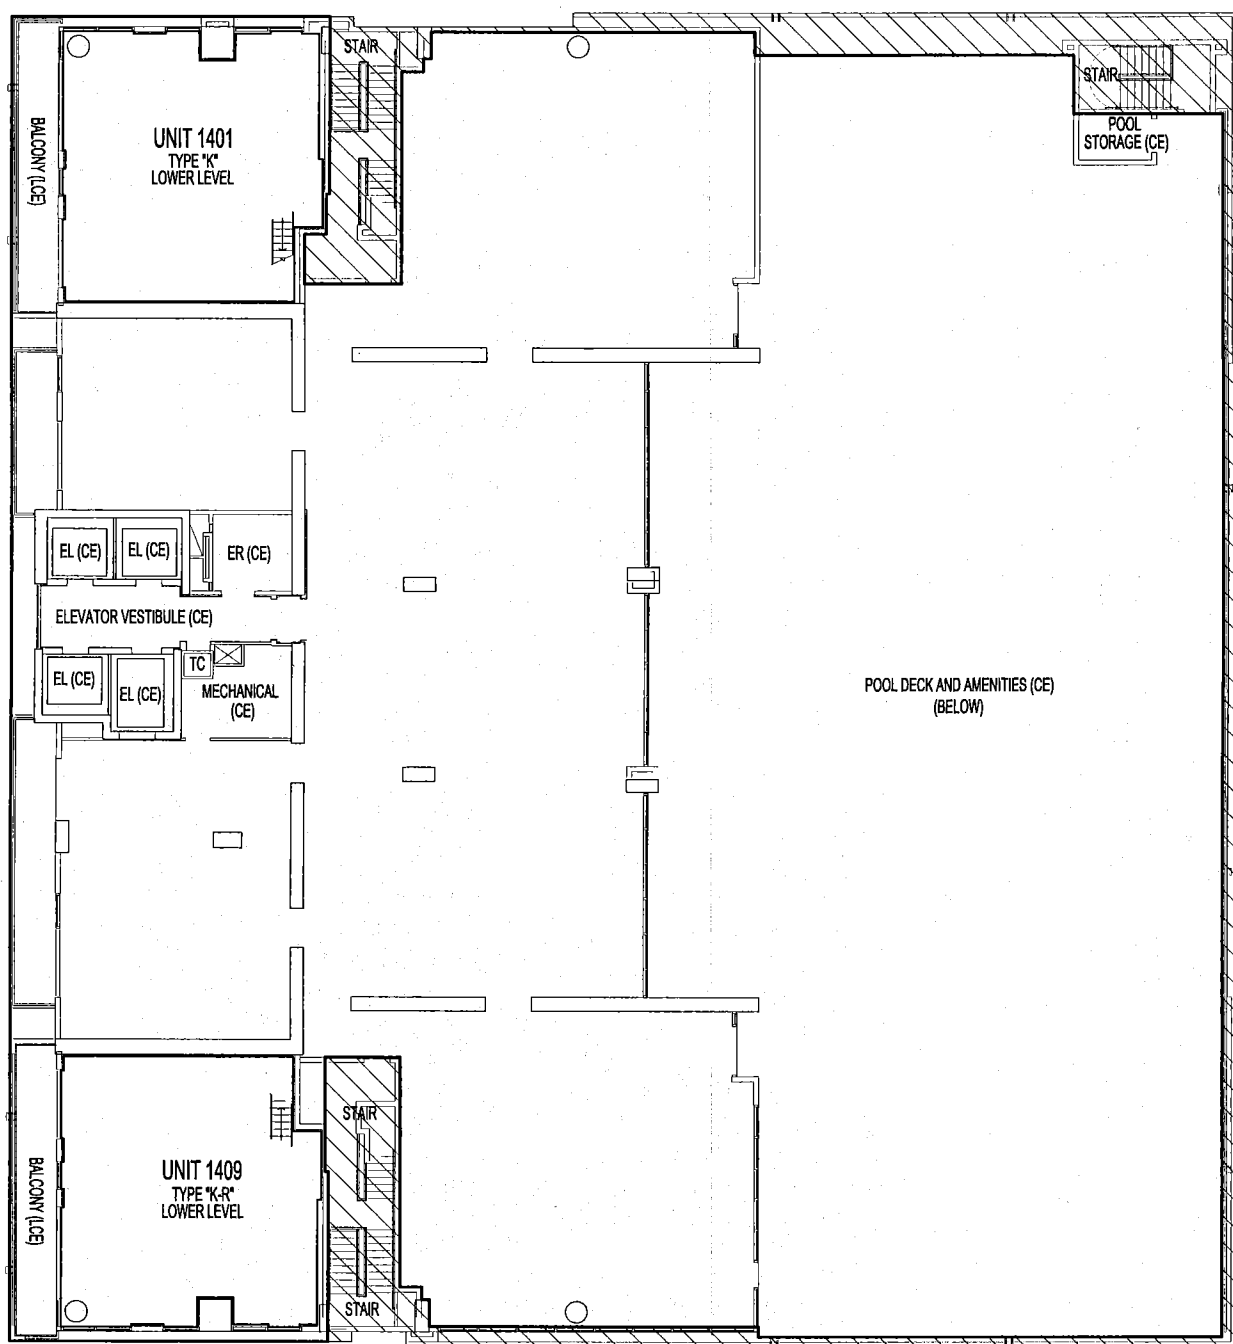 STAIR
STAIR
POOL
STORAGE (CE)
UNIT 1401
TYPE "K"
LOWER LEVEL
BALCONY (LCE)
EL (CE)
EL (CE)
ER (CE)
ELEVATOR VESTIBULE (CE)
EL (CE)
EL (CE)
TC
MECHANICAL
(CE)
POOL DECK AND AMENITIES (CE)
(BELOW)
STAIR
UNIT 1409
TYPE "K-R"
LOWER LEVEL
BALCONY (LCE)
STAIR